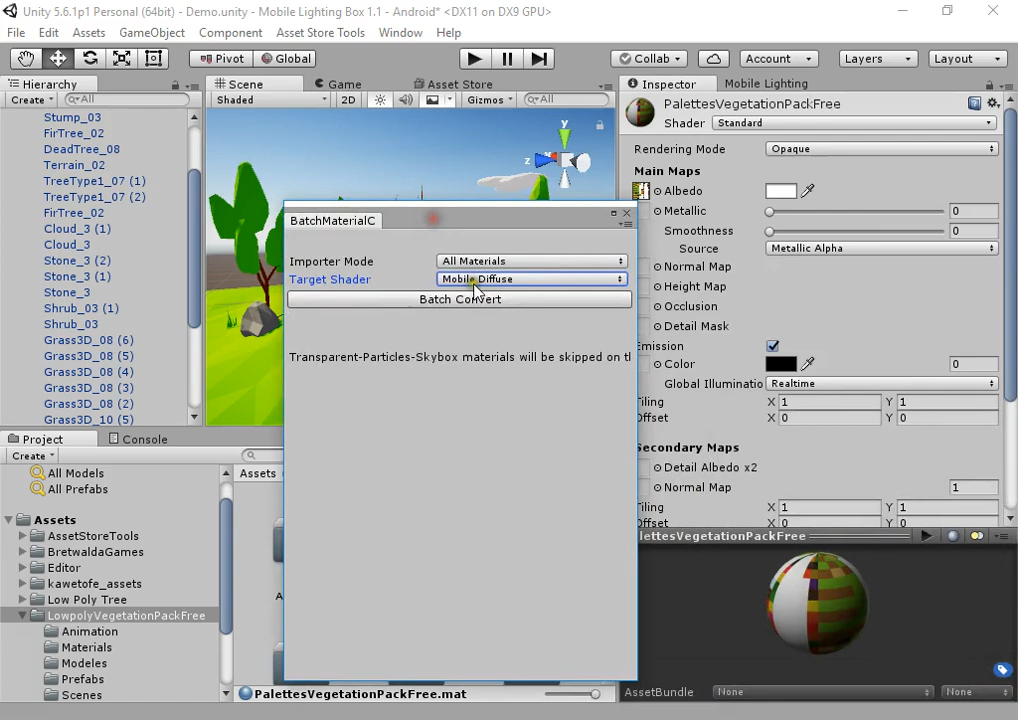 Unity 5.6.1p1 Personal (64bit) - Demo.unity - Mobile Lighting Box 1.1 - Android* <DX11 on DX9 GPU>
File Edit Assets GameObject Component Asset Store Tools Window Help
Pivot Global Collab Account Layers Layout
Hierarchy
Create All
Stump_03
FirTree_02
DeadTree_08
Terrain_02
TreeType1_07 (1)
TreeType1_07 (2)
FirTree_02
Cloud_3 (1)
Cloud_3
Stone_3 (2)
Stone_3 (1)
Stone_3
Shrub_03 (1)
Shrub_03
Grass3D_08 (6)
Grass3D_08 (5)
Grass3D_08 (4)
Grass3D_08 (3)
Grass3D_08 (2)
Grass3D_10 (5)
Scene Game Asset Store
Shaded 2D Gizmos All
y
z
BatchMaterialC
Importer Mode All Materials
Target Shader Mobile Diffuse
Batch Convert
Transparent-Particles-Skybox materials will be skipped on tl
Project Console
Create
All Models
All Prefabs
Assets
AssetStoreTools
BretwaldaGames
Editor
kawetofe_assets
Low Poly Tree
LowpolyVegetationPackFree
Animation
Materials
Modeles
Prefabs
Scenes
Assets
A
PalettesVegetationPackFree.mat
Inspector Mobile Lighting
PalettesVegetationPackFree
Shader Standard
Rendering Mode Opaque
Main Maps
Albedo
Metallic 0
Smoothness 0
Source Metallic Alpha
Normal Map
Height Map
Occlusion
Detail Mask
Emission
Color 0
Global Illuminatio Realtime
Tiling X 1 Y 1
Offset X 0 Y 0
Secondary Maps
Detail Albedo x2
Normal Map 1
Tiling X 1 Y 1
Offset X 0 Y 0
lettesVegetationPackFree
AssetBundle None None